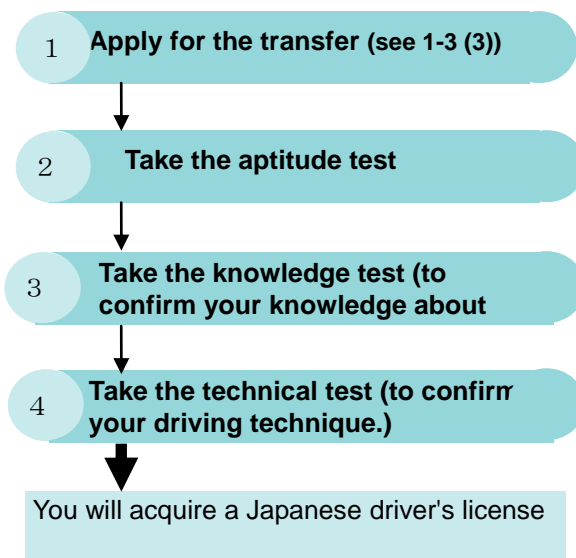 1
Apply for the transfer (see 1-3 (3))
2
Take the aptitude test
3
Take the knowledge test (to
confirm your knowledge about
4
Take the technical test (to confirm
your driving technique.)
You will acquire a Japanese driver's license